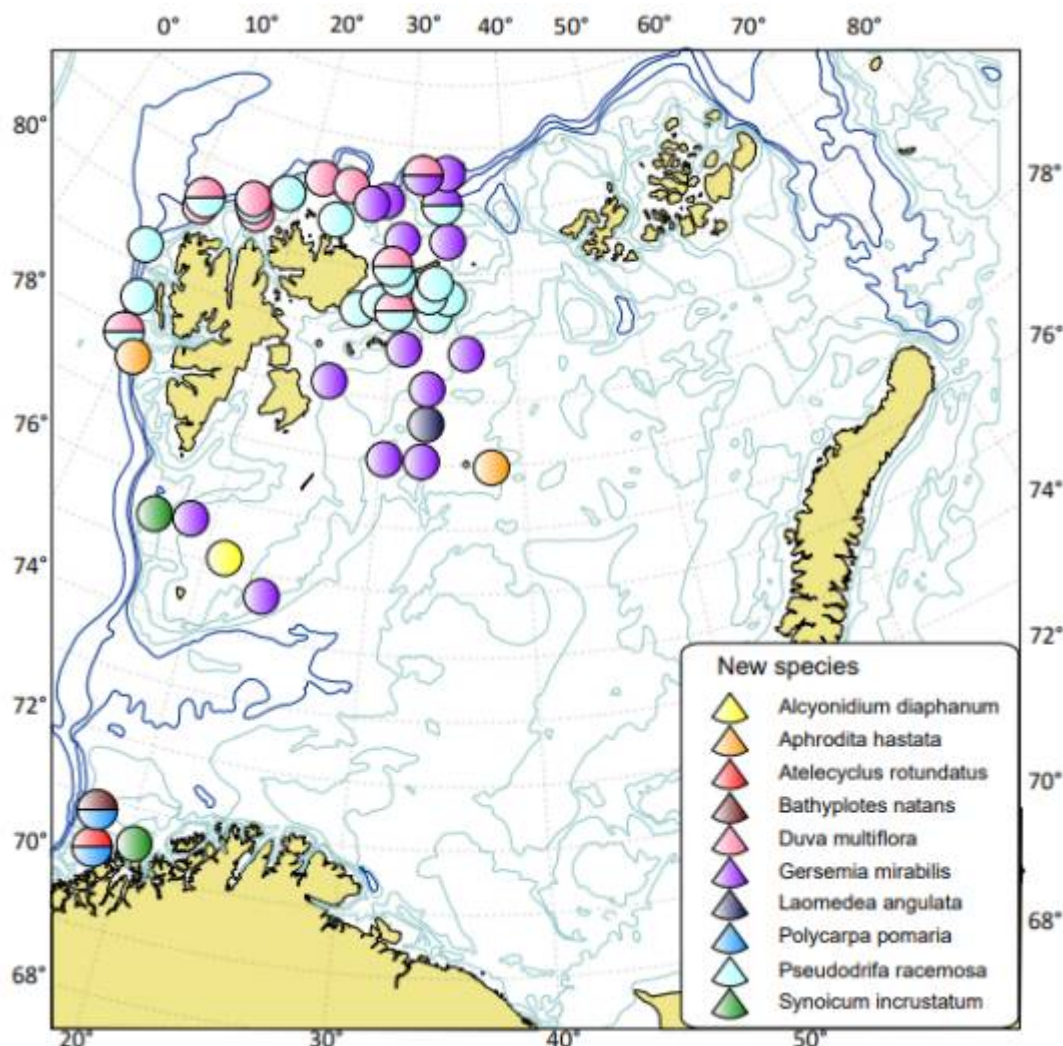 0° 10° 20° 30° 40° 50° 60° 70° 80°
80°
78°
78°
76°
76°
74°
74°
72°
72°
70°
70°
68°
68°
20° 30° 40° 50°
New species
Alcyonidium diaphanum
Aphrodita hastata
Atelecyclus rotundatus
Bathyplotes natans
Duva multiflora
Gersemia mirabilis
Laomedea angulata
Polycarpa pomaria
Pseudodrifa racemosa
Synoicum incrustatum